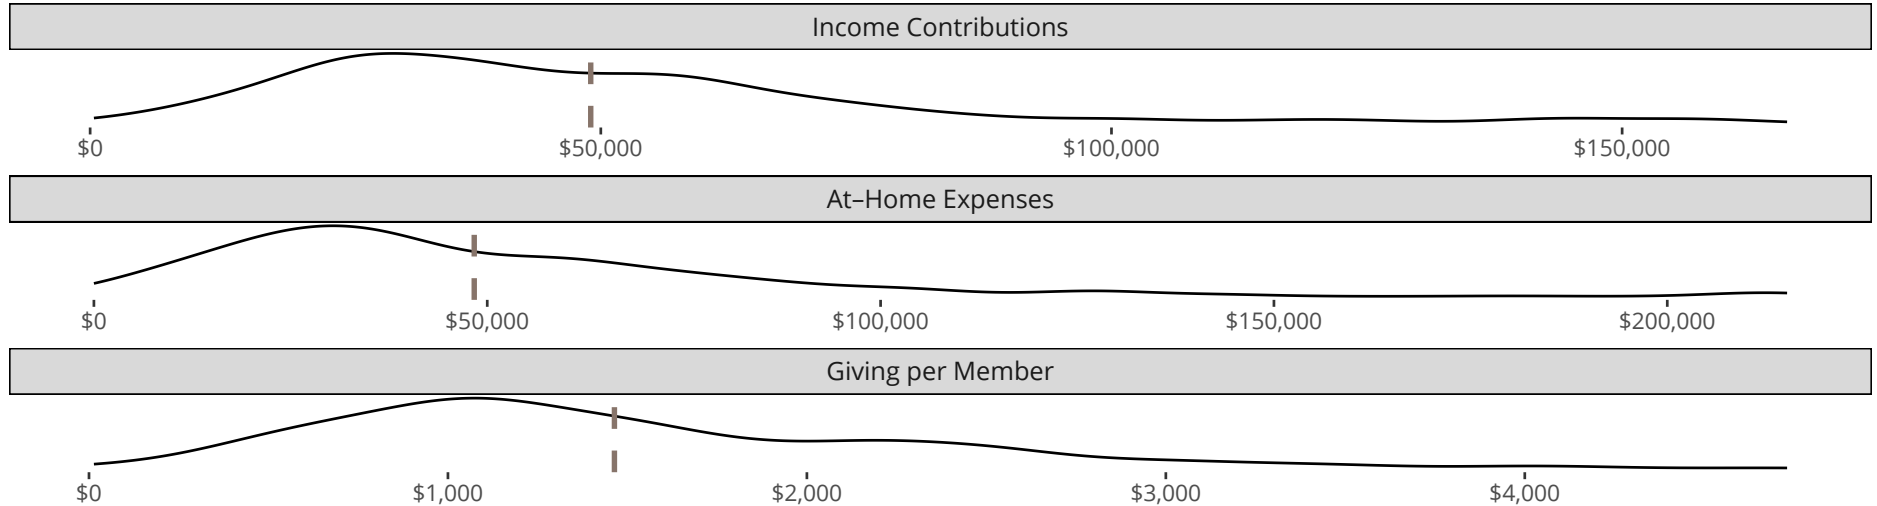 Income Contributions
$0 $50,000 $100,000 $150,000
At–Home Expenses
$0 $50,000 $100,000 $150,000 $200,000
Giving per Member
$0 $1,000 $2,000 $3,000 $4,000